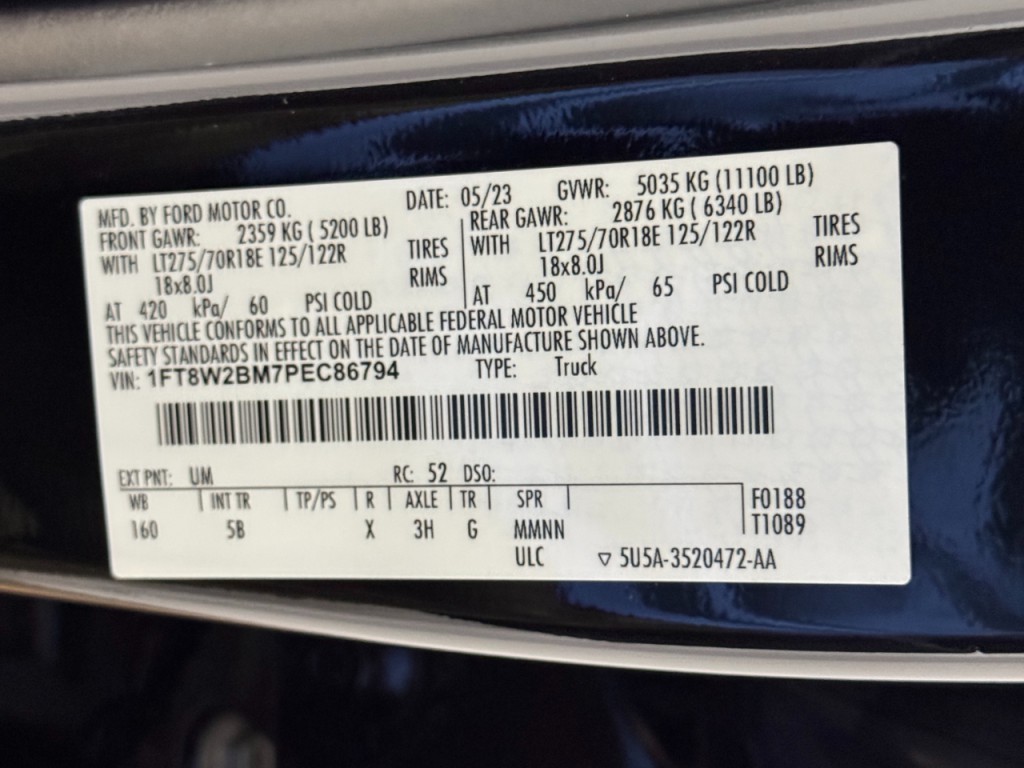 MFD. BY FORD MOTOR CO. DATE: 05/23 GVWR: 5035 KG (11100 LB)
FRONT GAWR: 2359 KG ( 5200 LB) REAR GAWR: 2876 KG ( 6340 LB)
WITH LT275/70R18E 125/122R TIRES WITH LT275/70R18E 125/122R TIRES
18x8.0J RIMS 18x8.0J RIMS
AT 420 kPa/ 60 PSI COLD AT 450 kPa/ 65 PSI COLD
THIS VEHICLE CONFORMS TO ALL APPLICABLE FEDERAL MOTOR VEHICLE
SAFETY STANDARDS IN EFFECT ON THE DATE OF MANUFACTURE SHOWN ABOVE.
VIN: 1FT8W2BM7PEC86794 TYPE: Truck
EXT PNT: UM RC: 52 DSO:
WB INT TR TP/PS R AXLE TR SPR F0188
160 5B X 3H G MMNN T1089
ULC ▽ 5U5A-3520472-AA